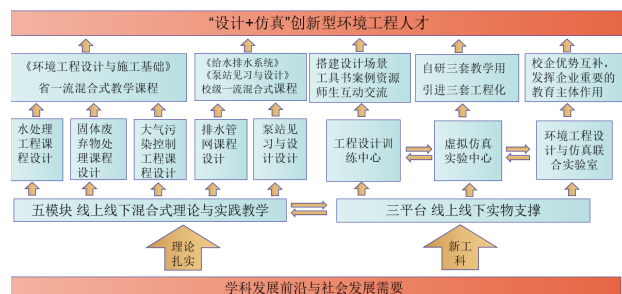 “设计+仿真”创新型环境工程人才
《环境工程设计与施工基础》
省一流混合式教学课程
《给水排水系统》
《泵站见习与设计》
校级一流混合式课程
搭建设计场景
工具书案例资源
师生互动交流
自研三套教学用
引进三套工程化
校企优势互补，
发挥企业重要的
教育主体作用
水处理
工程课
程设计
固体废
弃物处
理课程
设计
大气污
染控制
工程课
程设计
排水管
网课程
设计
泵站见
习与设
计设计
工程设计训
练中心
虚拟仿真
实验中心
环境工程设
计与仿真联
合实验室
五模块 线上线下混合式理论与实践教学
三平台 线上线下实物支撑
理论
扎实
新工
科
学科发展前沿与社会发展需要